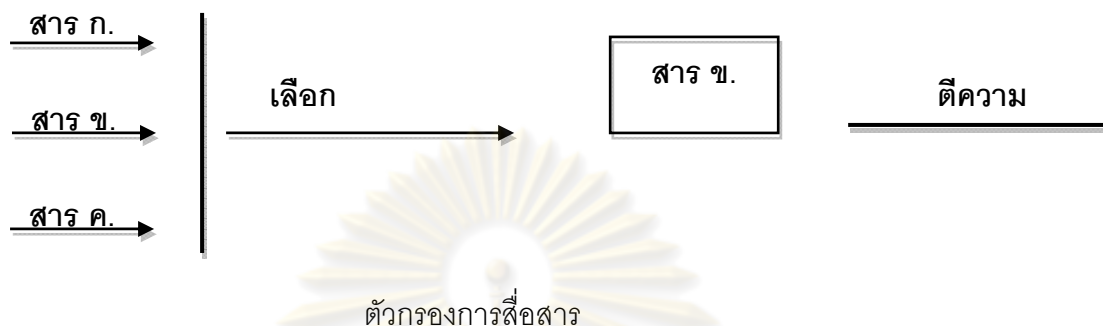 สาร ก.
สาร ข.
สาร ค.
เลือก
สาร ข.
ตีความ
ตัวกรองการสื่อสาร